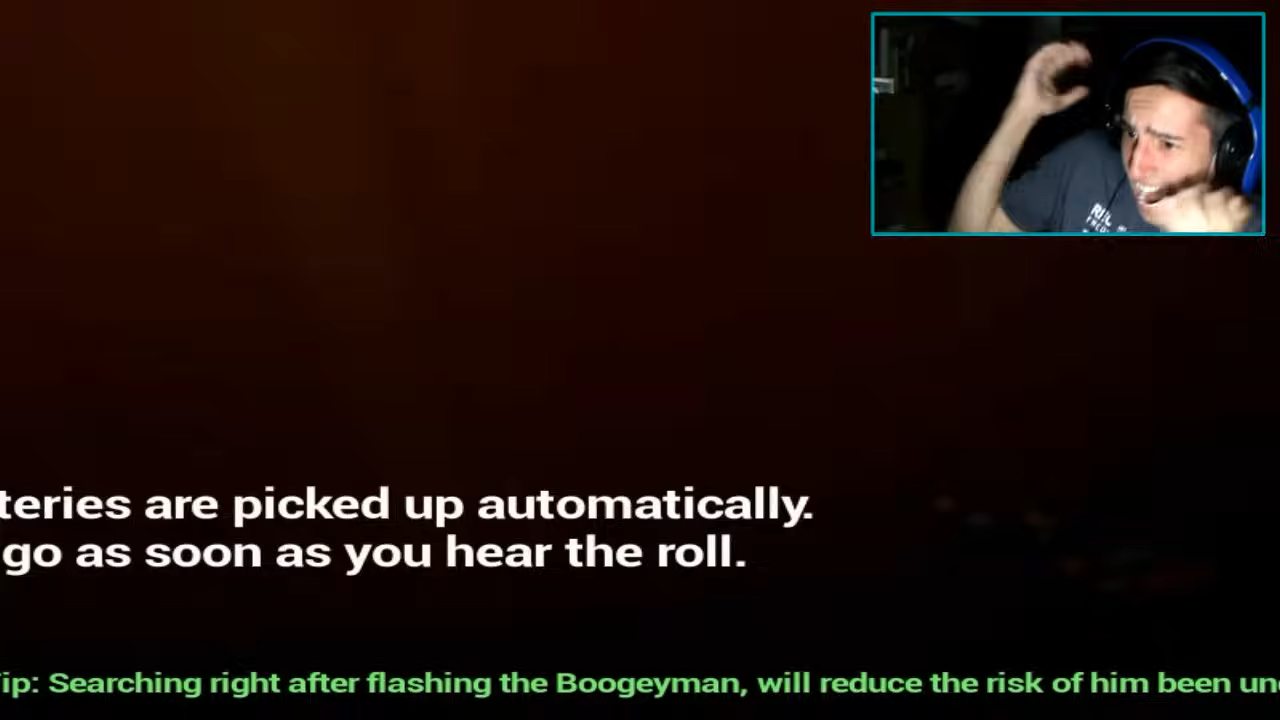 teries are picked up automatically.
go as soon as you hear the roll.
ip: Searching right after flashing the Boogeyman, will reduce the risk of him been un